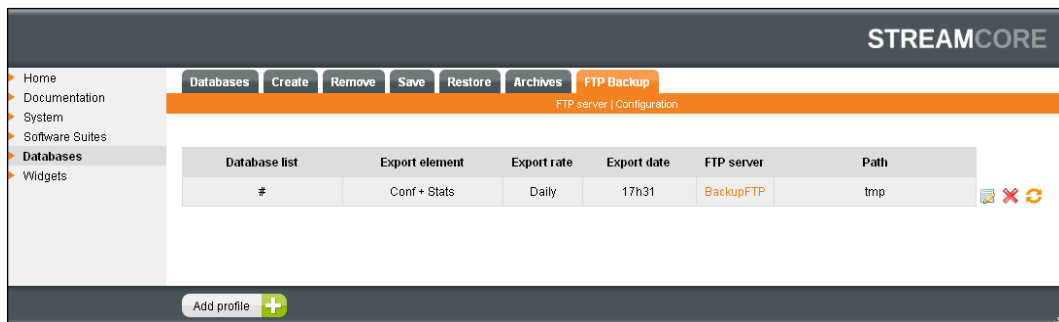 STREAMCORE
Home
Documentation
System
Software Suites
Databases
Widgets
Databases Create Remove Save Restore Archives FTP Backup
FTP server | Configuration
Database list Export element Export rate Export date FTP server Path
# Conf + Stats Daily 17h31 BackupFTP tmp
Add profile